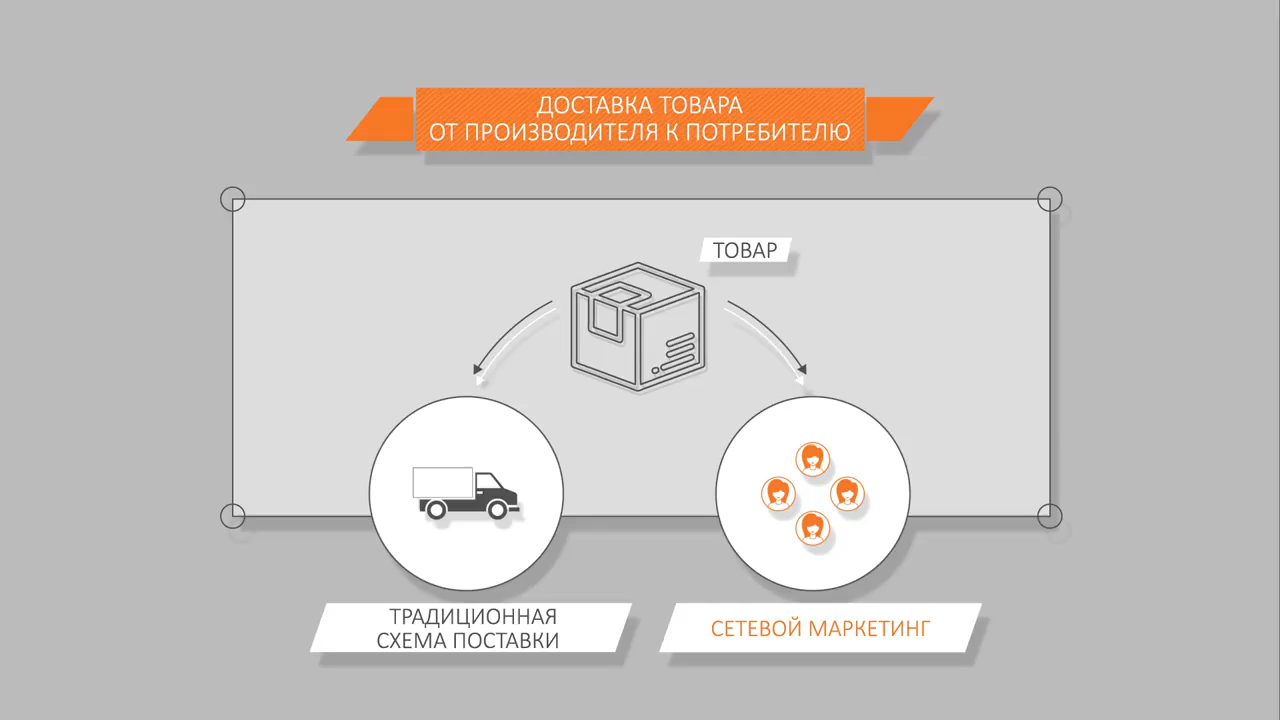 ДОСТАВКА ТОВАРА
ОТ ПРОИЗВОДИТЕЛЯ К ПОТРЕБИТЕЛЮ
ТОВАР
ТРАДИЦИОННАЯ
СХЕМА ПОСТАВКИ
СЕТЕВОЙ МАРКЕТИНГ